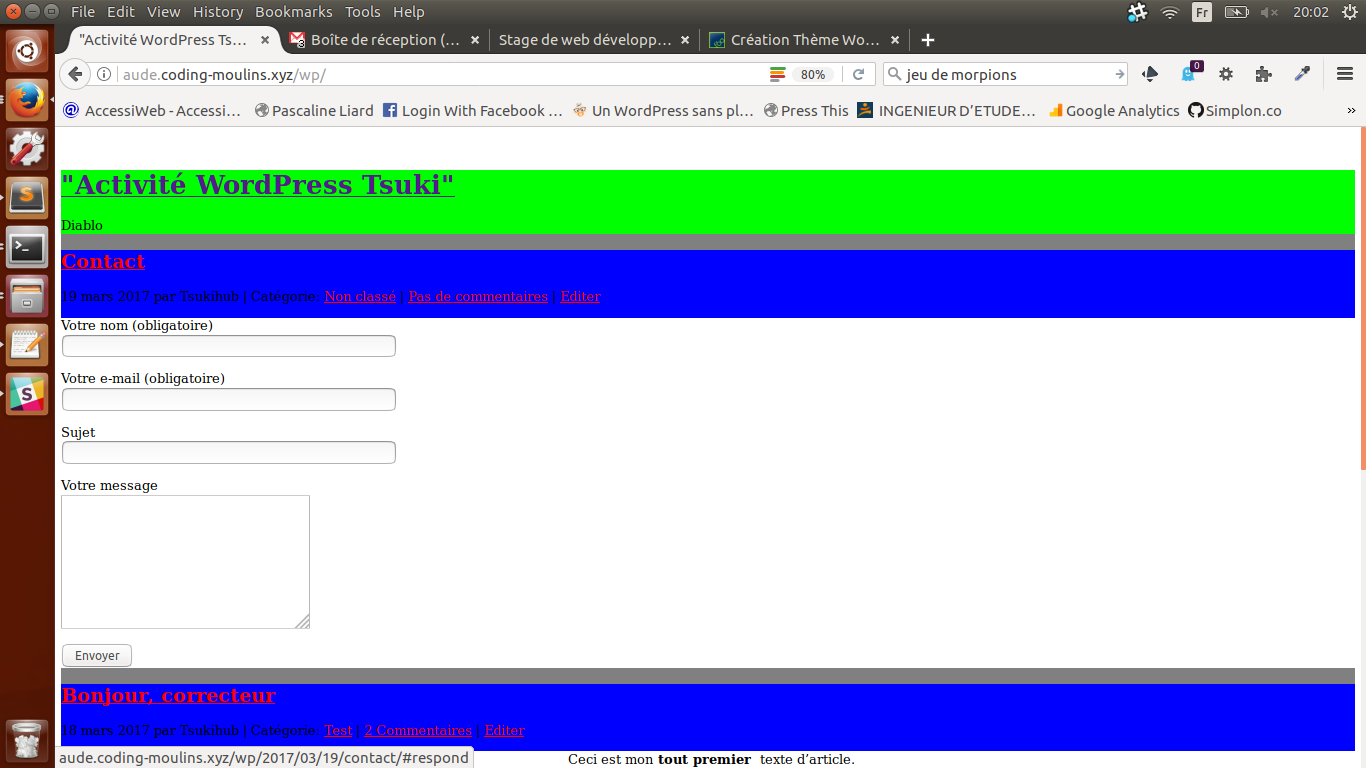 File Edit View History Bookmarks Tools Help
Fr
20:02
"Activité WordPress Ts…
Boîte de réception (…
Stage de web développ…
Création Thème Wo…
aude.coding-moulins.xyz/wp/
80%
jeu de morpions
0
AccessiWeb - Accessi…
Pascaline Liard
Login With Facebook …
Un WordPress sans pl…
Press This
INGENIEUR D'ETUDE…
Google Analytics
Simplon.co
"Activité WordPress Tsuki"
Diablo
Contact
19 mars 2017 par Tsukihub | Catégorie: Non classé | Pas de commentaires | Editer
Votre nom (obligatoire)
Votre e-mail (obligatoire)
Sujet
Votre message
Envoyer
Bonjour, correcteur
18 mars 2017 par Tsukihub | Catégorie: Test | 2 Commentaires | Editer
Ceci est mon tout premier texte d'article.
aude.coding-moulins.xyz/wp/2017/03/19/contact/#respond